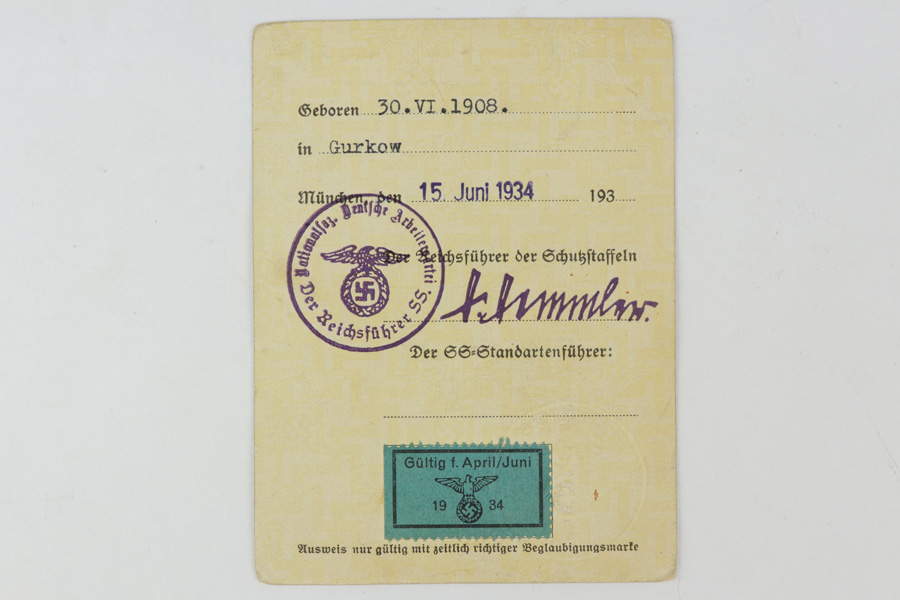 Geboren 30.VI.1908.
in Gurkow
München, den 15. Juni 1934 193
Nationalsoz. Deutsche Arbeiterpartei.
Der Reichsführer SS.
Der Reichsführer der Schutzstaffeln
H. Himmler.
Der SS=Standartenführer:
Gültig f. April/Juni
19 34
Ausweis nur gültig mit zeitlich richtiger Beglaubigungsmarke